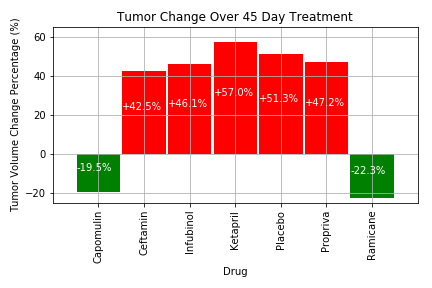 Tumor Change Over 45 Day Treatment
Tumor Volume Change Percentage (%)
60
40
20
0
−20
-19.5%
+42.5%
+46.1%
+57.0%
+51.3%
+47.2%
-22.3%
Capomulin
Ceftamin
Infubinol
Ketapril
Placebo
Propriva
Ramicane
Drug